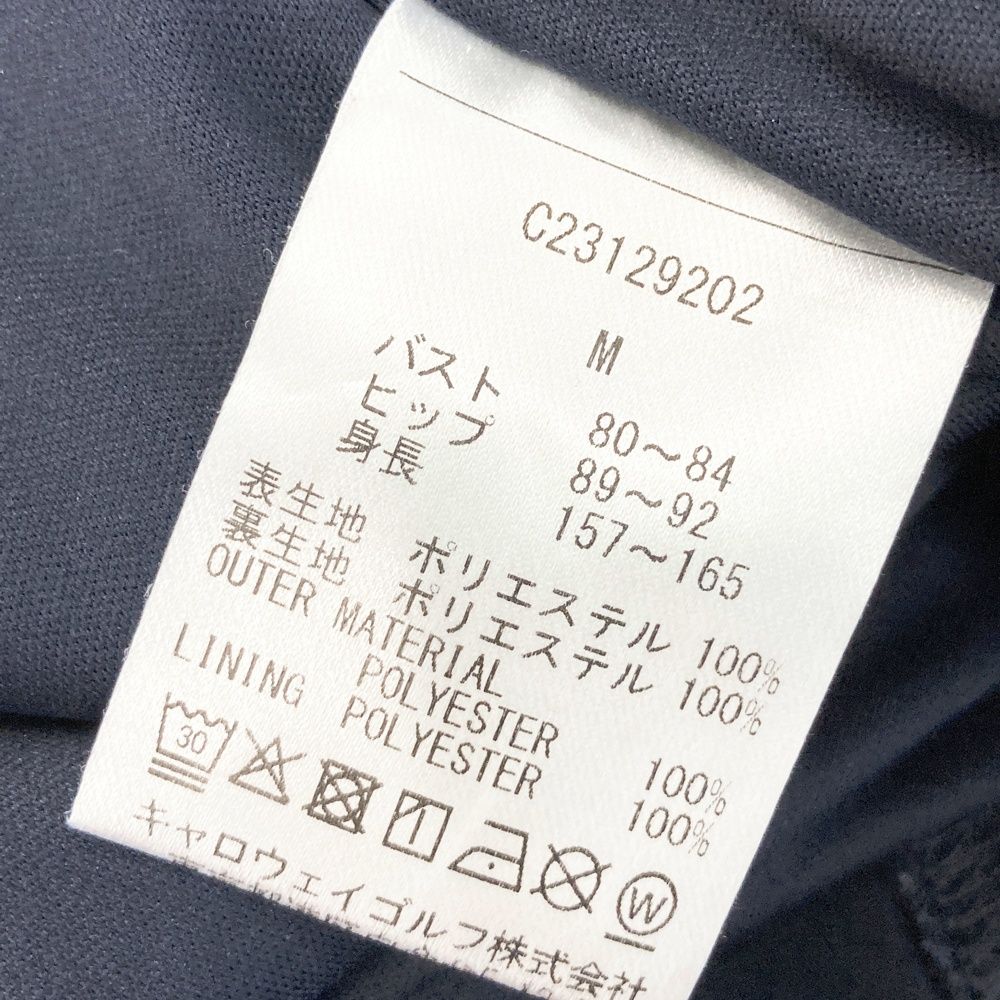 C23129202
M
バスト 80～84
ヒップ 89～92
身長 157～165
表生地 ポリエステル 100%
裏生地 ポリエステル 100%
OUTER MATERIAL
POLYESTER 100%
LINING POLYESTER 100%
30
W
キャロウェイゴルフ株式会社